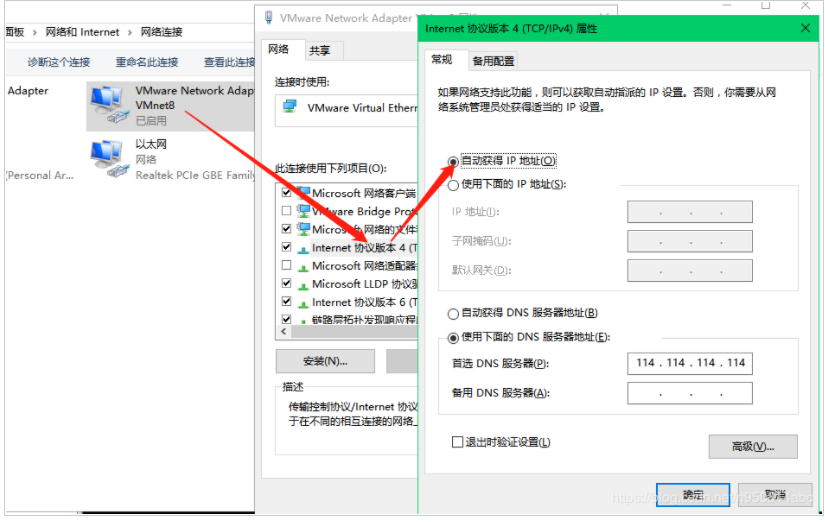 面板 › 网络和 Internet › 网络连接
诊断这个连接 重命名此连接 查看此连接
Adapter
VMware Network Adap
VMnet8
已启用
以太网
网络
(Personal Ar...
Realtek PCIe GBE Family
VMware Network Adapter
网络 共享
连接时使用:
VMware Virtual Ethern
此连接使用下列项目(O):
Microsoft 网络客户端
VMware Bridge Prot
Microsoft 网络的文件
Internet 协议版本 4 (T
Microsoft 网络适配器
Microsoft LLDP 协议驱
Internet 协议版本 6 (T
链路层拓扑发现响应程
安装(N)...
描述
传输控制协议/Internet 协议
于在不同的相互连接的网络上
Internet 协议版本 4 (TCP/IPv4) 属性
常规 备用配置
如果网络支持此功能，则可以获取自动指派的 IP 设置。否则，你需要从网
络系统管理员处获得适当的 IP 设置。
自动获得 IP 地址(O)
使用下面的 IP 地址(S):
IP 地址(I):
子网掩码(U):
默认网关(D):
自动获得 DNS 服务器地址(B)
使用下面的 DNS 服务器地址(E):
首选 DNS 服务器(P): 114 . 114 . 114 . 114
备用 DNS 服务器(A):
退出时验证设置(L)
高级(V)...
确定 取消